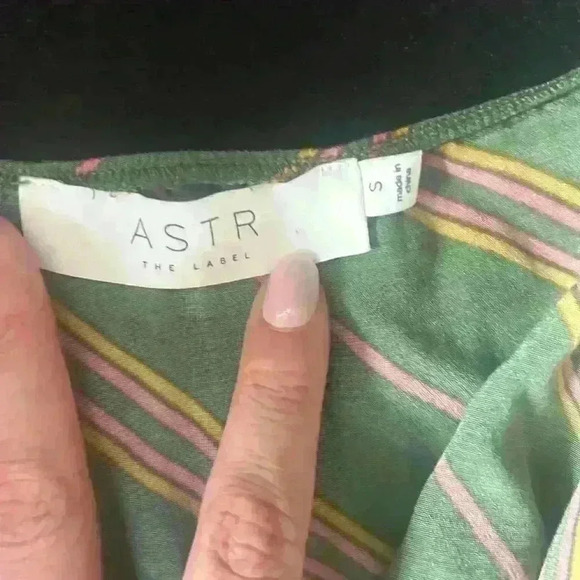 ASTR
THE LABEL
S
made in
china